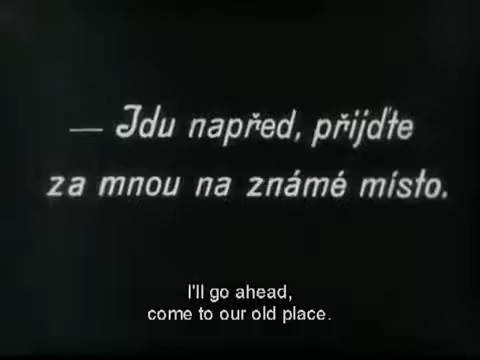 — Jdu napřed, přijďte
za mnou na známé místo.
I'll go ahead,
come to our old place.